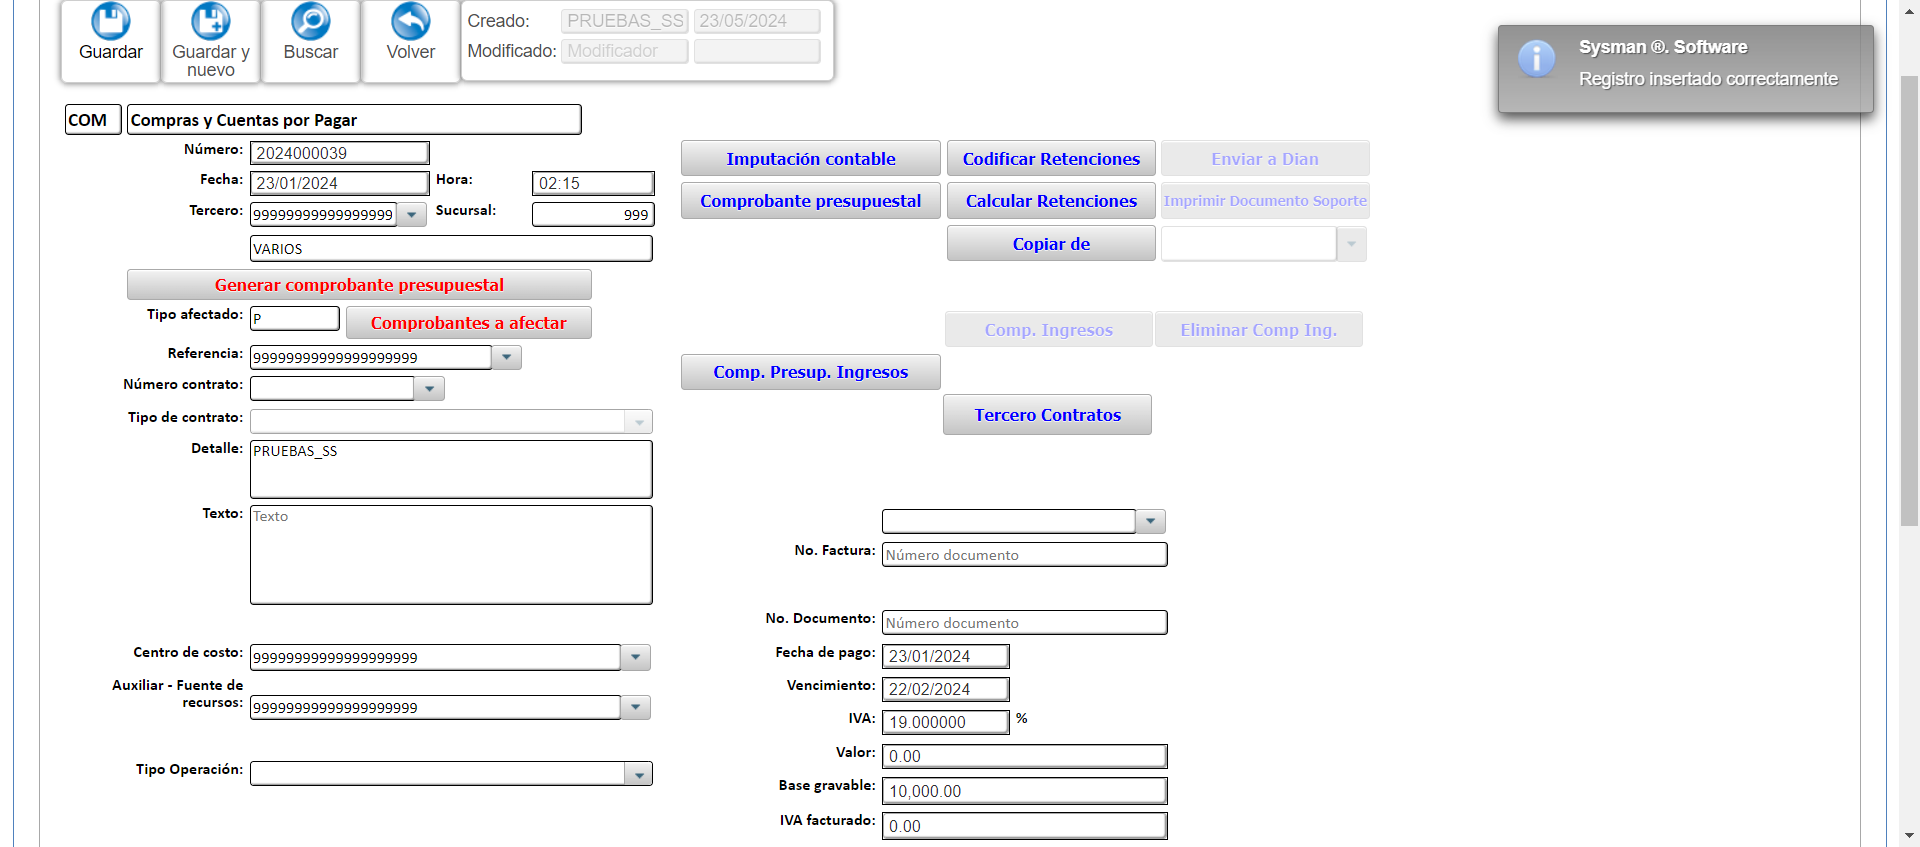 Guardar
Guardar y
nuevo
Buscar
Volver
Creado: PRUEBAS_SS 23/05/2024
Modificado: Modificador
Sysman ®. Software
Registro insertado correctamente
COM Compras y Cuentas por Pagar
Número: 2024000039
Fecha: 23/01/2024 Hora: 02:15
Tercero: 99999999999999999 Sucursal: 999
VARIOS
Generar comprobante presupuestal
Tipo afectado: P Comprobantes a afectar
Referencia: 99999999999999999999
Número contrato:
Tipo de contrato:
Detalle: PRUEBAS_SS
Texto: Texto
Centro de costo: 99999999999999999999
Auxiliar - Fuente de
recursos: 99999999999999999999
Tipo Operación:
Imputación contable Codificar Retenciones Enviar a Dian
Comprobante presupuestal Calcular Retenciones Imprimir Documento Soporte
Copiar de
Comp. Ingresos Eliminar Comp Ing.
Comp. Presup. Ingresos
Tercero Contratos
No. Factura: Número documento
No. Documento: Número documento
Fecha de pago: 23/01/2024
Vencimiento: 22/02/2024
IVA: 19.000000 %
Valor: 0.00
Base gravable: 10,000.00
IVA facturado: 0.00